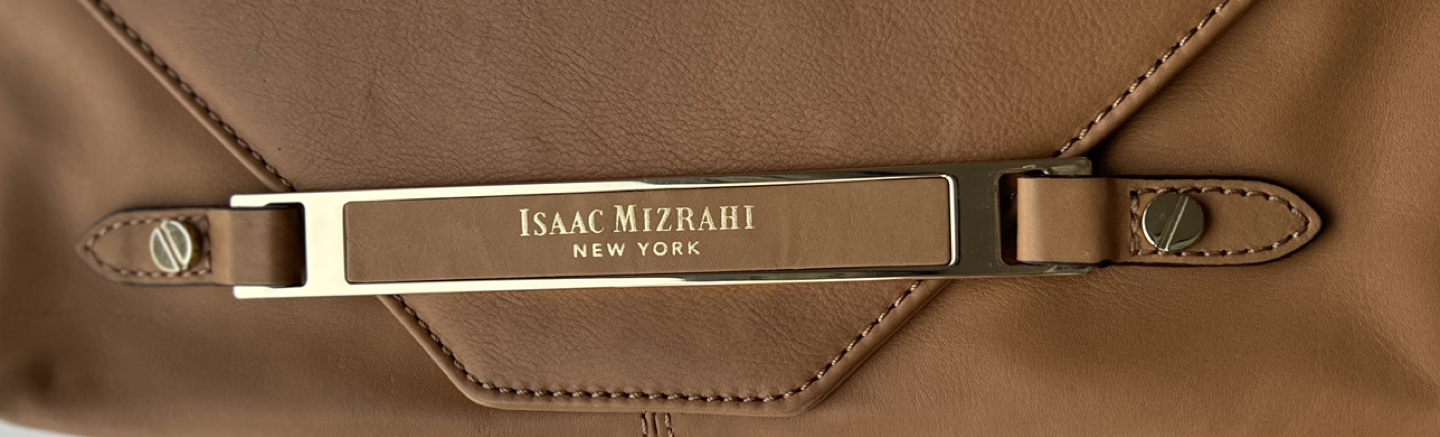 ISAAC MIZRAHI
NEW YORK